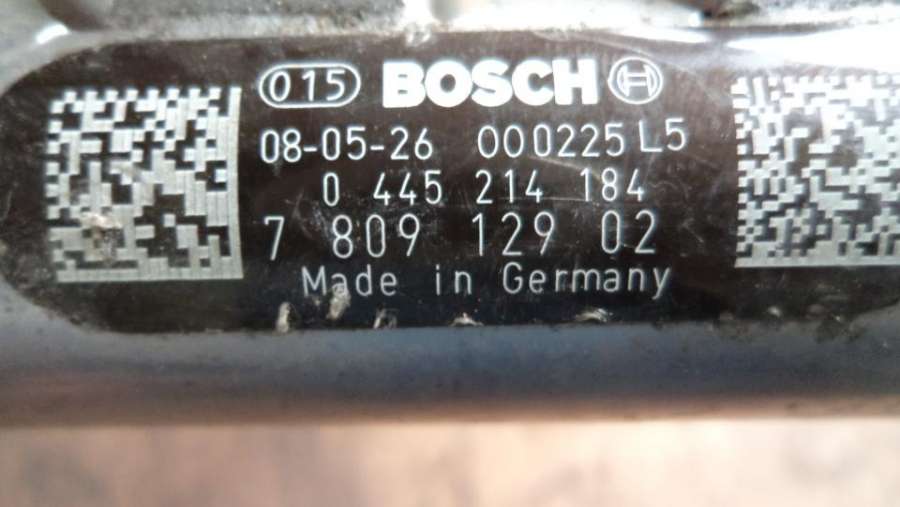 015 BOSCH
08-05-26 000225 L5
0 445 214 184
7 809 129 02
Made in Germany